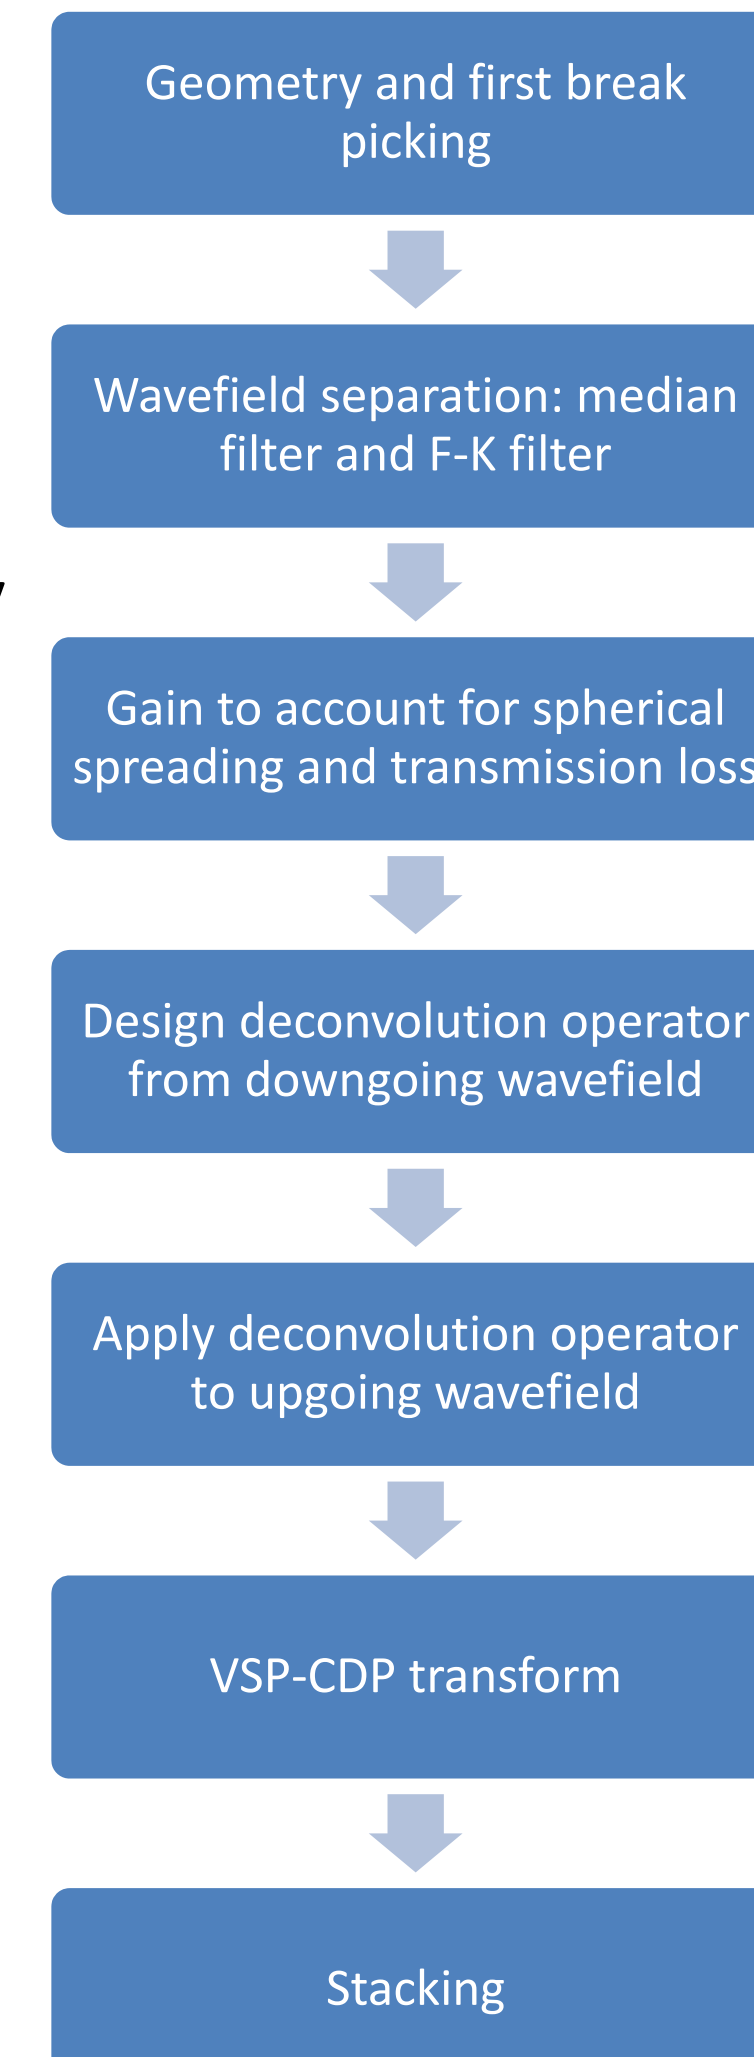 Geometry and first break
picking
Wavefield separation: median
filter and F-K filter
Gain to account for spherical
spreading and transmission loss
Design deconvolution operator
from downgoing wavefield
Apply deconvolution operator
to upgoing wavefield
VSP-CDP transform
Stacking